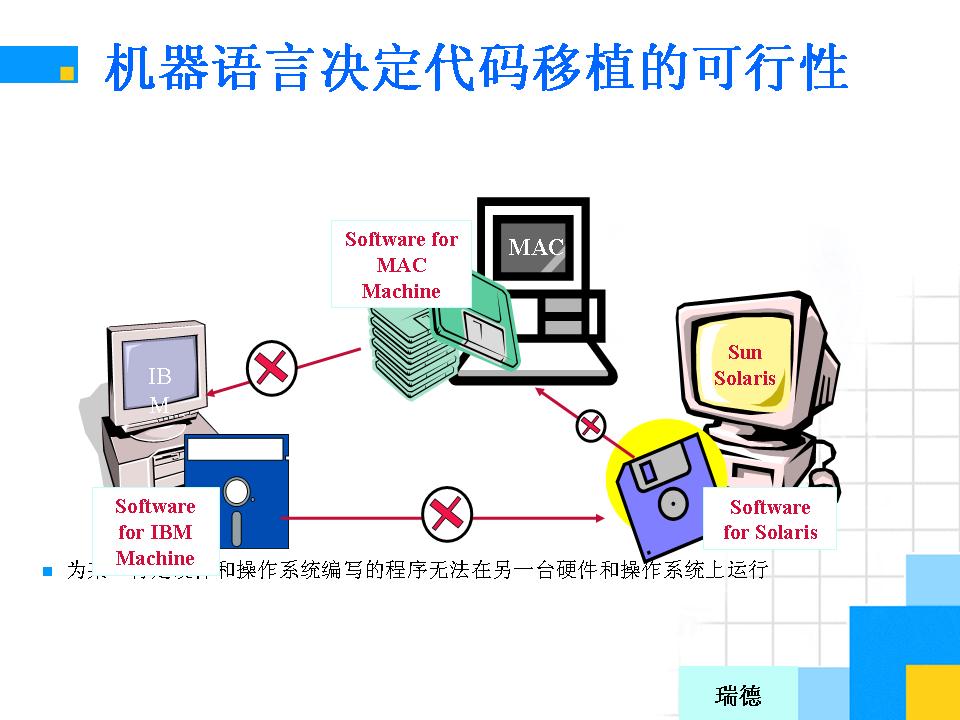 机器语言决定代码移植的可行性
Software for
MAC
Machine
MAC
IB
M
Sun
Solaris
Software
for IBM
Machine
Software
for Solaris
为某 和操作系统编写的程序无法在另一台硬件和操作系统上运行
瑞德